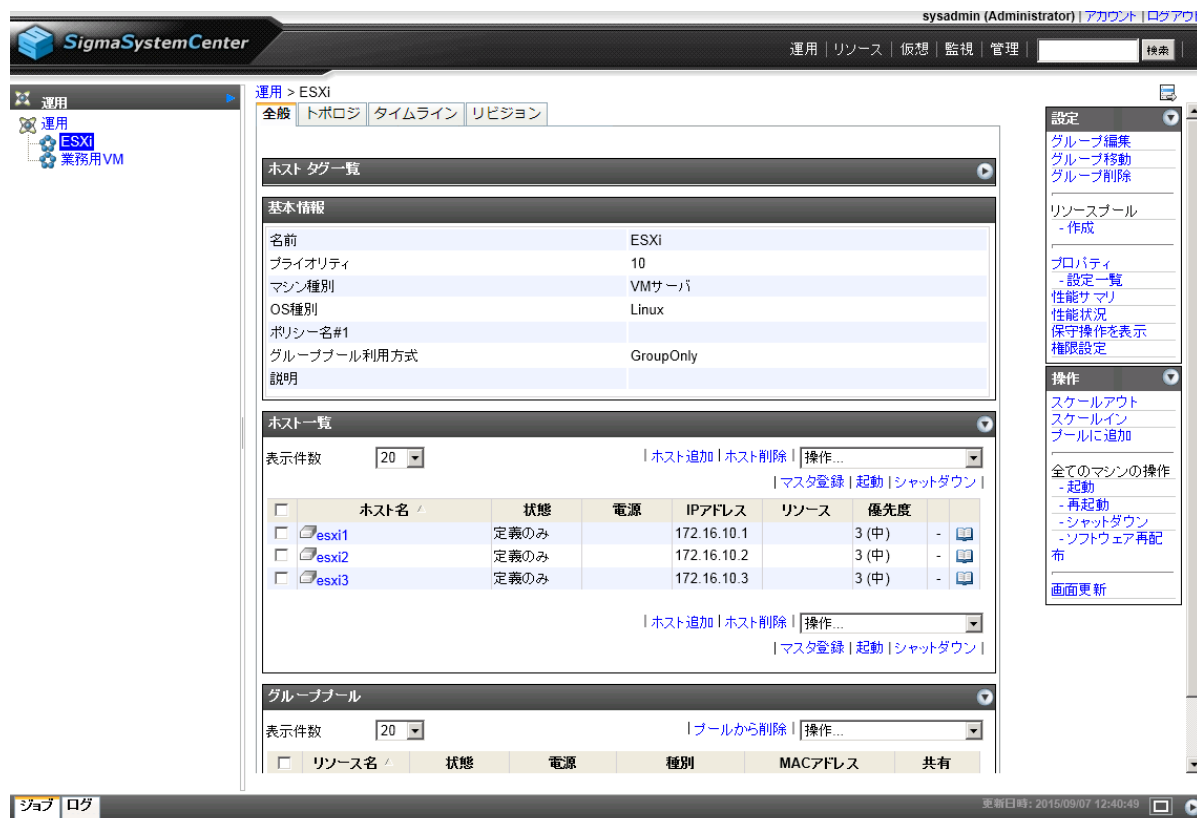 sysadmin (Administrator) | アカウント | ログアウト
SigmaSystemCenter
運用 | リソース | 仮想 | 監視 | 管理 | 検索
運用
運用
ESXi
業務用VM
運用 > ESXi
全般 トポロジ タイムライン リビジョン
ホスト タグ一覧
基本情報
名前 ESXi
プライオリティ 10
マシン種別 VMサーバ
OS種別 Linux
ポリシー名#1
グループプール利用方式 GroupOnly
説明
ホスト一覧
表示件数 20 | ホスト追加 | ホスト削除 | 操作...
| マスタ登録 | 起動 | シャットダウン |
ホスト名 状態 電源 IPアドレス リソース 優先度
esxi1 定義のみ 172.16.10.1 3 (中) -
esxi2 定義のみ 172.16.10.2 3 (中) -
esxi3 定義のみ 172.16.10.3 3 (中) -
| ホスト追加 | ホスト削除 | 操作...
| マスタ登録 | 起動 | シャットダウン |
グループプール
表示件数 20 | プールから削除 | 操作...
リソース名 状態 電源 種別 MACアドレス 共有
設定
グループ編集
グループ移動
グループ削除
リソースプール
- 作成
プロパティ
- 設定一覧
性能サマリ
性能状況
保守操作を表示
権限設定
操作
スケールアウト
スケールイン
プールに追加
全てのマシンの操作
- 起動
- 再起動
- シャットダウン
- ソフトウェア再配
布
画面更新
ジョブ ログ
更新日時: 2015/09/07 12:40:49